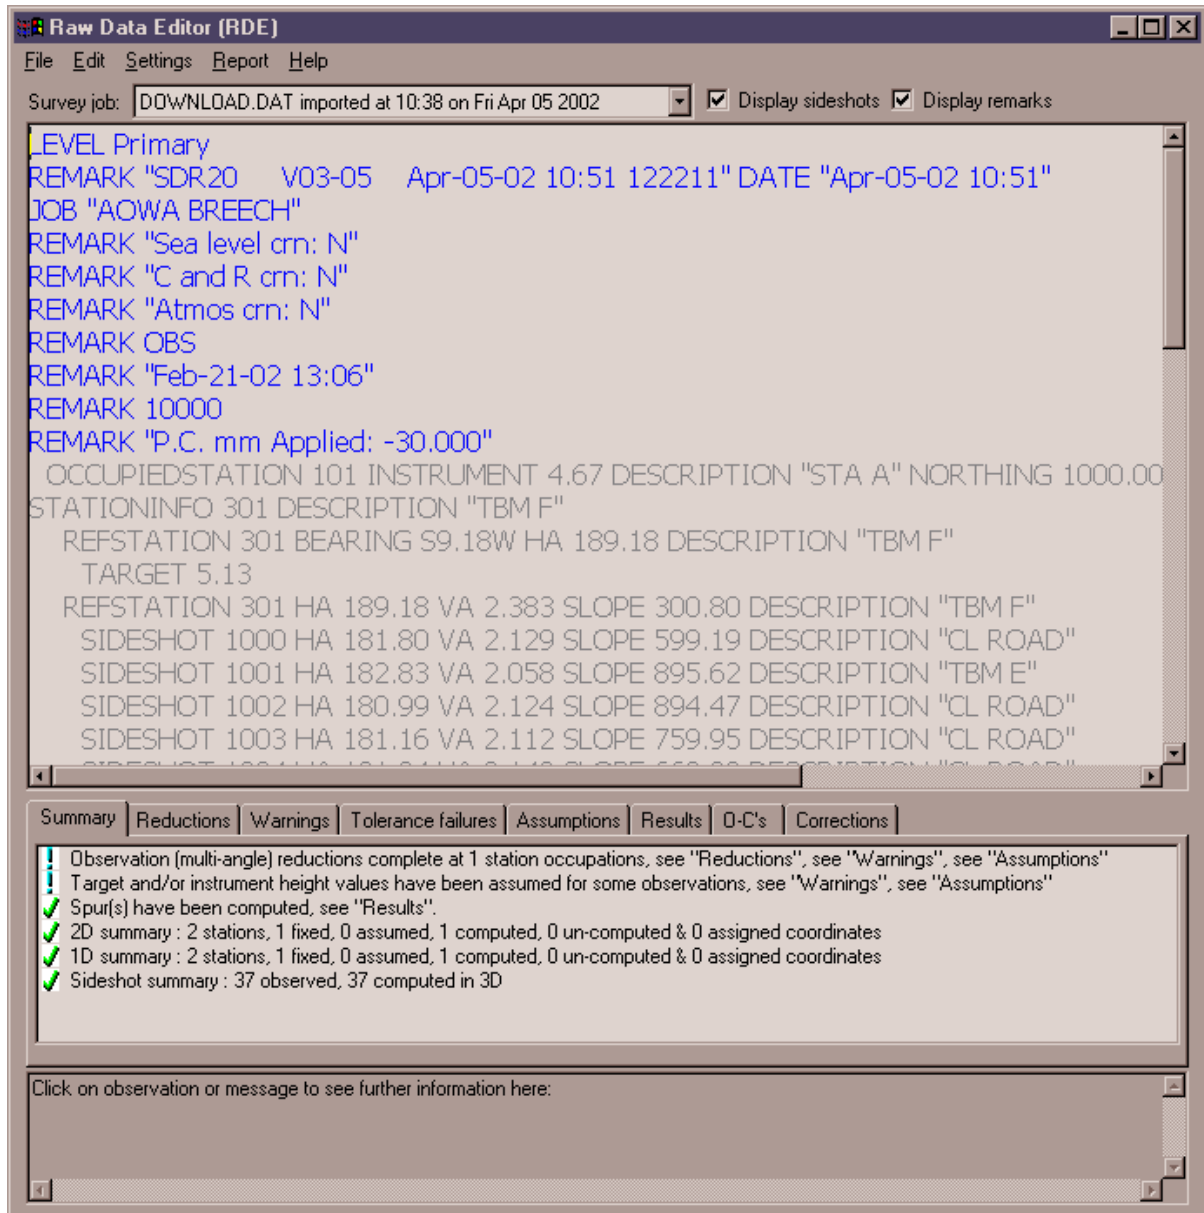 Raw Data Editor (RDE)
File Edit Settings Report Help
Survey job: DOWNLOAD.DAT imported at 10:38 on Fri Apr 05 2002 Display sideshots Display remarks
LEVEL Primary
REMARK "SDR20 V03-05 Apr-05-02 10:51 122211" DATE "Apr-05-02 10:51"
JOB "AOWA BREECH"
REMARK "Sea level crn: N"
REMARK "C and R crn: N"
REMARK "Atmos crn: N"
REMARK OBS
REMARK "Feb-21-02 13:06"
REMARK 10000
REMARK "P.C. mm Applied: -30.000"
OCCUPIEDSTATION 101 INSTRUMENT 4.67 DESCRIPTION "STA A" NORTHING 1000.00
STATIONINFO 301 DESCRIPTION "TBM F"
REFSTATION 301 BEARING S9.18W HA 189.18 DESCRIPTION "TBM F"
TARGET 5.13
REFSTATION 301 HA 189.18 VA 2.383 SLOPE 300.80 DESCRIPTION "TBM F"
SIDESHOT 1000 HA 181.80 VA 2.129 SLOPE 599.19 DESCRIPTION "CL ROAD"
SIDESHOT 1001 HA 182.83 VA 2.058 SLOPE 895.62 DESCRIPTION "TBM E"
SIDESHOT 1002 HA 180.99 VA 2.124 SLOPE 894.47 DESCRIPTION "CL ROAD"
SIDESHOT 1003 HA 181.16 VA 2.112 SLOPE 759.95 DESCRIPTION "CL ROAD"
Summary Reductions Warnings Tolerance failures Assumptions Results O-C's Corrections
Observation (multi-angle) reductions complete at 1 station occupations, see "Reductions", see "Warnings", see "Assumptions"
Target and/or instrument height values have been assumed for some observations, see "Warnings", see "Assumptions"
Spur(s) have been computed, see "Results".
2D summary : 2 stations, 1 fixed, 0 assumed, 1 computed, 0 un-computed & 0 assigned coordinates
1D summary : 2 stations, 1 fixed, 0 assumed, 1 computed, 0 un-computed & 0 assigned coordinates
Sideshot summary : 37 observed, 37 computed in 3D
Click on observation or message to see further information here: